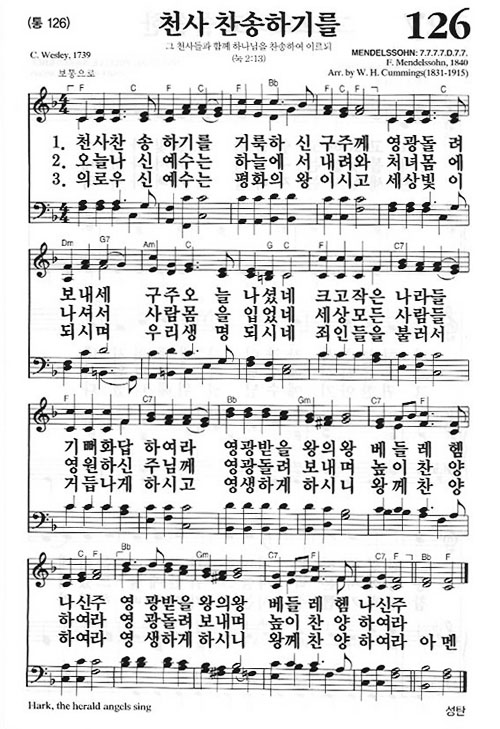 (통 126)
천사 찬송하기를
126
그 천사들과 함께 하나님을 찬송하여 이르되
(눅 2:13)
C. Wesley, 1739
MENDELSSOHN: 7.7.7.7.D.7.7.
F. Mendelssohn, 1840
Arr. by W. H. Cummings(1831-1915)
보통으로
F C F Bb F C F C
1. 천사찬 송 하기를 거룩하 신 구주께 영광돌 려
2. 오늘나 신 예수는 하늘에 서 내려와 처녀몸 에
3. 의로우 신 예수는 평화의 왕 이시고 세상빛 이
Dm G7 Am C G C F C F C7
보내세 구주오 늘 나셨네 크고작은 나라들
나셔서 사람몸 을 입었네 세상모든 사람들
되시며 우리생 명 되시네 죄인들을 불러서
F C7 F C7 Bb Gm C7 F
기뻐화답 하여라 영광받을 왕의왕 베 들 레 헴
영원하신 주님께 영광돌려 보내며 높 이 찬 양
거듭나게 하시고 영생하게 하시니 왕 께 찬 양
C F Bb Gm C7 F C7 F Bb F
나신주 영 광받을 왕의왕 베들 레 헴 나신주
하여라 영 광돌려 보내며 높이 찬 양 하여라
하여라 영 생하게 하시니 왕께 찬 양 하여라 아 멘
Hark, the herald angels sing
성탄